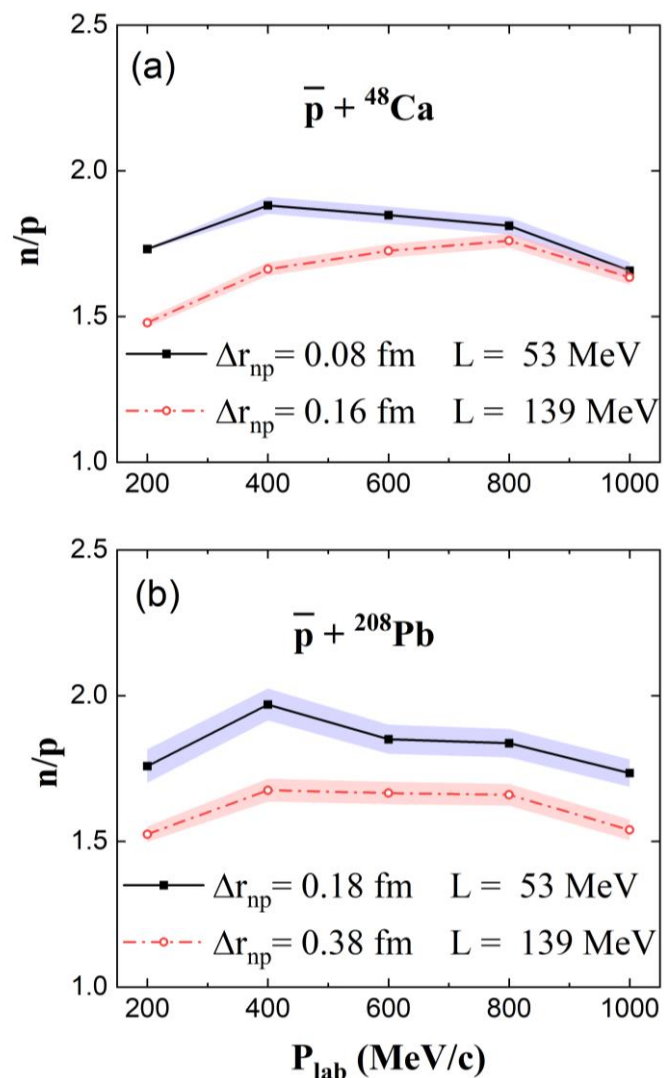 2.5
(a)
p̅ + ⁴⁸Ca
2.0
n/p
1.5
Δr_np= 0.08 fm L = 53 MeV
Δr_np= 0.16 fm L = 139 MeV
1.0
200 400 600 800 1000
2.5
(b)
p̅ + ²⁰⁸Pb
2.0
n/p
1.5
Δr_np= 0.18 fm L = 53 MeV
Δr_np= 0.38 fm L = 139 MeV
1.0
200 400 600 800 1000
P_lab (MeV/c)